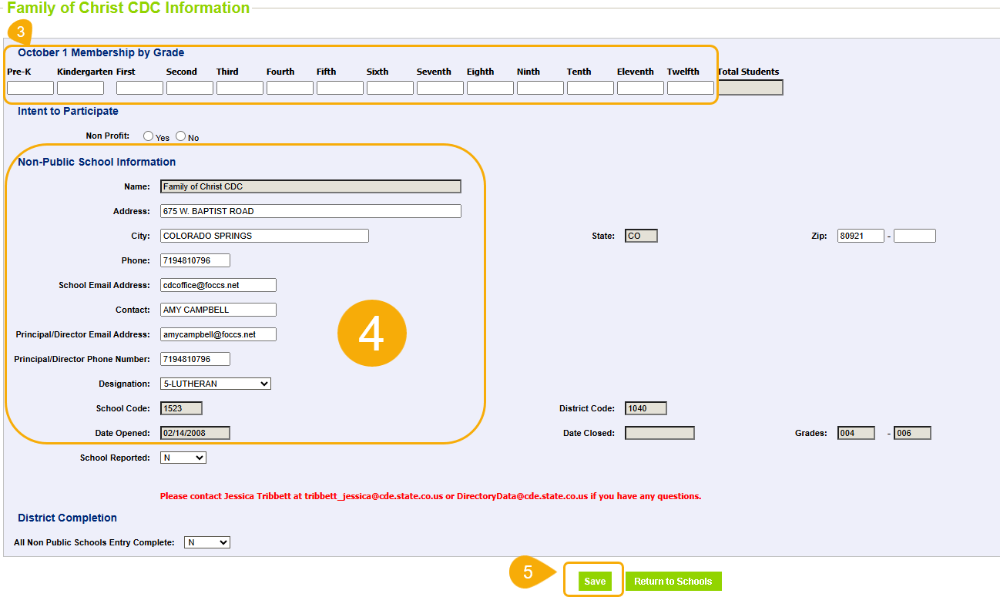 Family of Christ CDC Information
3
October 1 Membership by Grade
Pre-K Kindergarten First Second Third Fourth Fifth Sixth Seventh Eighth Ninth Tenth Eleventh Twelfth Total Students
Intent to Participate
Non Profit: Yes No
Non-Public School Information
Name: Family of Christ CDC
Address: 675 W. BAPTIST ROAD
City: COLORADO SPRINGS State: CO Zip: 80921 -
Phone: 7194810796
School Email Address: cdcoffice@foccs.net
Contact: AMY CAMPBELL
4
Principal/Director Email Address: amycampbell@foccs.net
Principal/Director Phone Number: 7194810796
Designation: 5-LUTHERAN
School Code: 1523 District Code: 1040
Date Opened: 02/14/2008 Date Closed: Grades: 004 - 006
School Reported: N
Please contact Jessica Tribbett at tribbett_jessica@cde.state.co.us or DirectoryData@cde.state.co.us if you have any questions.
District Completion
All Non Public Schools Entry Complete: N
5 Save Return to Schools